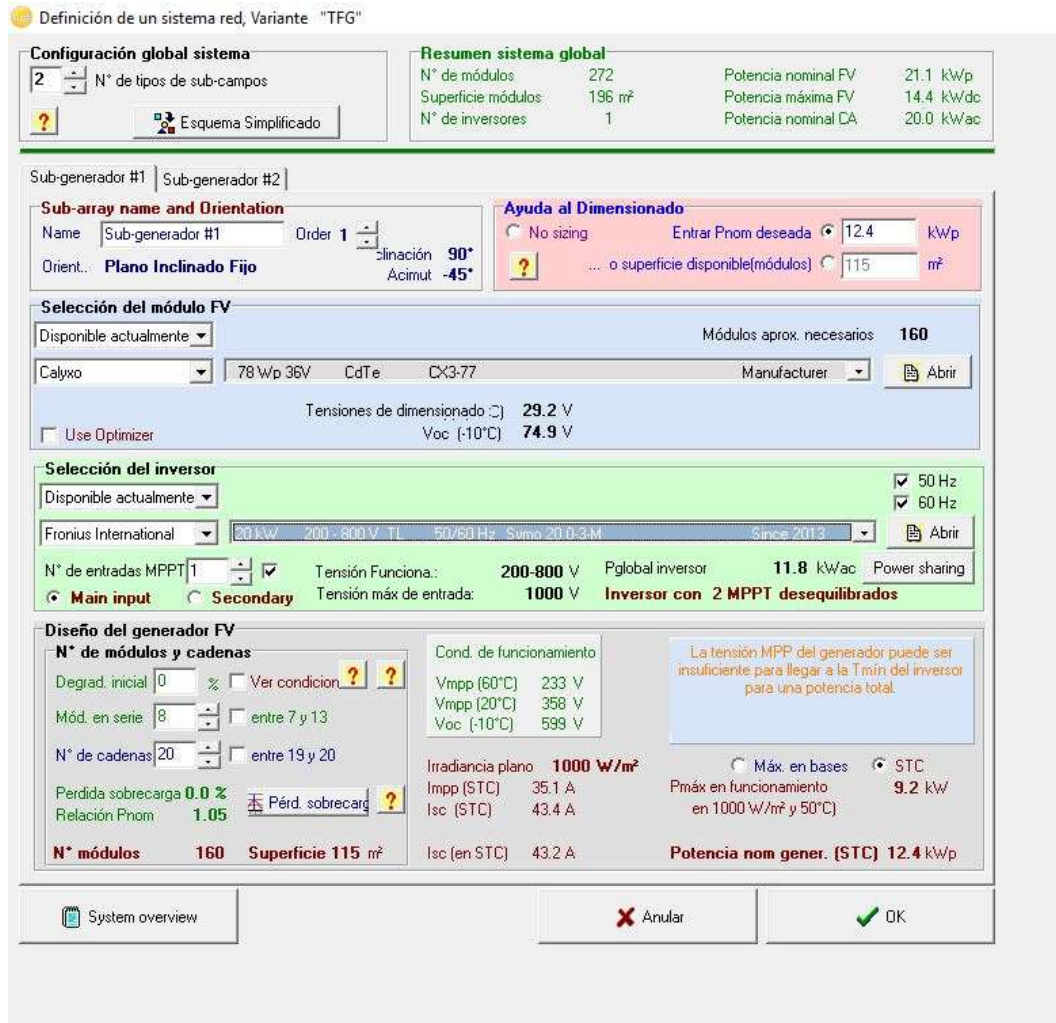 Definición de un sistema red, Variante "TFG"
Configuración global sistema
2 N° de tipos de sub-campos
? Esquema Simplificado
Resumen sistema global
N° de módulos 272 Potencia nominal FV 21.1 kWp
Superficie módulos 196 m² Potencia máxima FV 14.4 kWdc
N° de inversores 1 Potencia nominal CA 20.0 kWac
Sub-generador #1 Sub-generador #2
Sub-array name and Orientation
Name Sub-generador #1 Order 1
Orient.. Plano Inclinado Fijo
clinación 90°
Acimut -45°
Ayuda al Dimensionado
No sizing Entrar Pnom deseada 12.4 kWp
? ... o superficie disponible(módulos) 115 m²
Selección del módulo FV
Disponible actualmente Módulos aprox. necesarios 160
Calyxo 78 Wp 36V CdTe CX3-77 Manufacturer Abrir
Tensiones de dimensionado :C) 29.2 V
Use Optimizer Voc (-10°C) 74.9 V
Selección del inversor
50 Hz
Disponible actualmente 60 Hz
Fronius International 20 kW 200 - 800 V TL 50/60 Hz Sumo 20.0-3-M Since 2013 Abrir
N° de entradas MPPT 1 Tensión Funciona.: 200-800 V Pglobal inversor 11.8 kWac Power sharing
Main input Secondary Tensión máx de entrada: 1000 V Inversor con 2 MPPT desequilibrados
Diseño del generador FV
N° de módulos y cadenas
Degrad. inicial 0 % Ver condicion ? ?
Mód. en serie 8 entre 7 y 13
N° de cadenas 20 entre 19 y 20
Perdida sobrecarga 0.0 % Pérd. sobrecarg ?
Relación Pnom 1.05
N° módulos 160 Superficie 115 m²
Cond. de funcionamiento
Vmpp (60°C) 233 V
Vmpp (20°C) 358 V
Voc (-10°C) 599 V
Irradiancia plano 1000 W/m²
Impp (STC) 35.1 A
Isc (STC) 43.4 A
Isc (en STC) 43.2 A
La tensión MPP del generador puede ser
insuficiente para llegar a la Tmín del inversor
para una potencia total.
Máx. en bases STC
Pmáx en funcionamiento 9.2 kW
en 1000 W/m² y 50°C)
Potencia nom gener. (STC) 12.4 kWp
System overview Anular OK